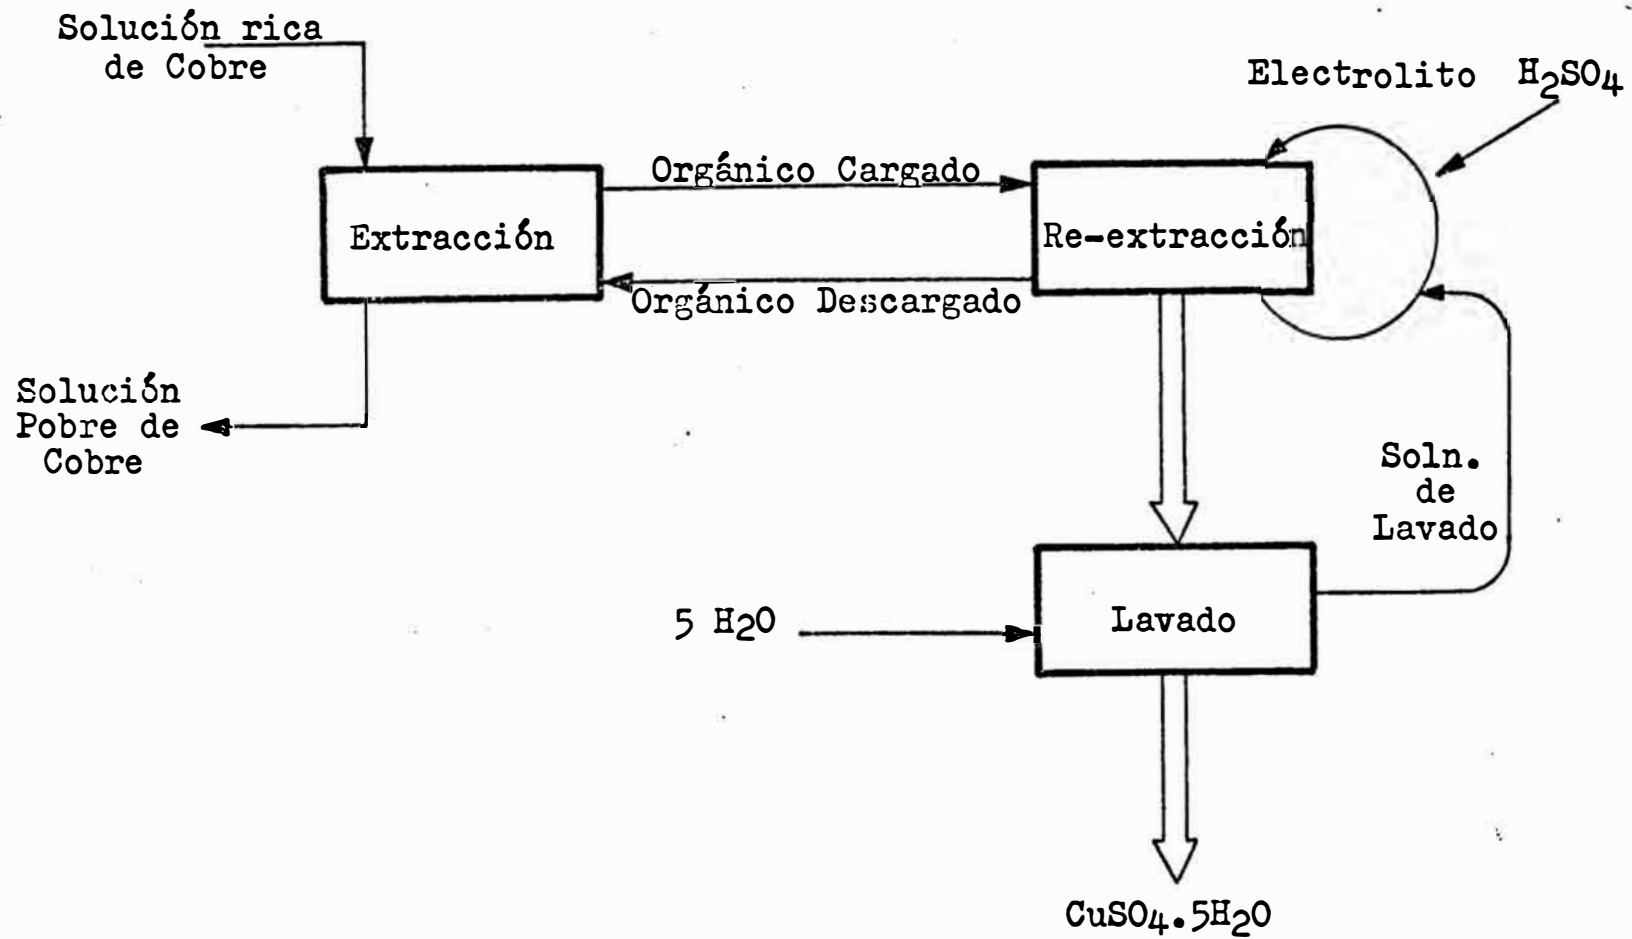 Solución rica
de Cobre
Electrolito H₂SO₄
Orgánico Cargado
Extracción
Re-extracción
Orgánico Descargado
Solución
Pobre de
Cobre
Soln.
de
Lavado
5 H₂O
Lavado
CuSO₄.5H₂O